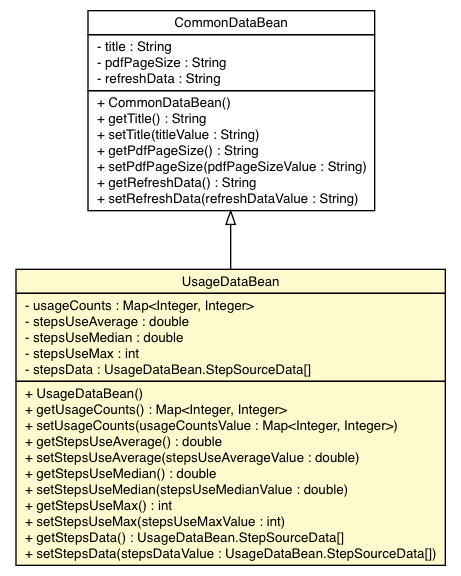 CommonDataBean
- title : String
- pdfPageSize : String
- refreshData : String
+ CommonDataBean()
+ getTitle() : String
+ setTitle(titleValue : String)
+ getPdfPageSize() : String
+ setPdfPageSize(pdfPageSizeValue : String)
+ getRefreshData() : String
+ setRefreshData(refreshDataValue : String)
UsageDataBean
- usageCounts : Map<Integer, Integer>
- stepsUseAverage : double
- stepsUseMedian : double
- stepsUseMax : int
- stepsData : UsageDataBean.StepSourceData[]
+ UsageDataBean()
+ getUsageCounts() : Map<Integer, Integer>
+ setUsageCounts(usageCountsValue : Map<Integer, Integer>)
+ getStepsUseAverage() : double
+ setStepsUseAverage(stepsUseAverageValue : double)
+ getStepsUseMedian() : double
+ setStepsUseMedian(stepsUseMedianValue : double)
+ getStepsUseMax() : int
+ setStepsUseMax(stepsUseMaxValue : int)
+ getStepsData() : UsageDataBean.StepSourceData[]
+ setStepsData(stepsDataValue : UsageDataBean.StepSourceData[])